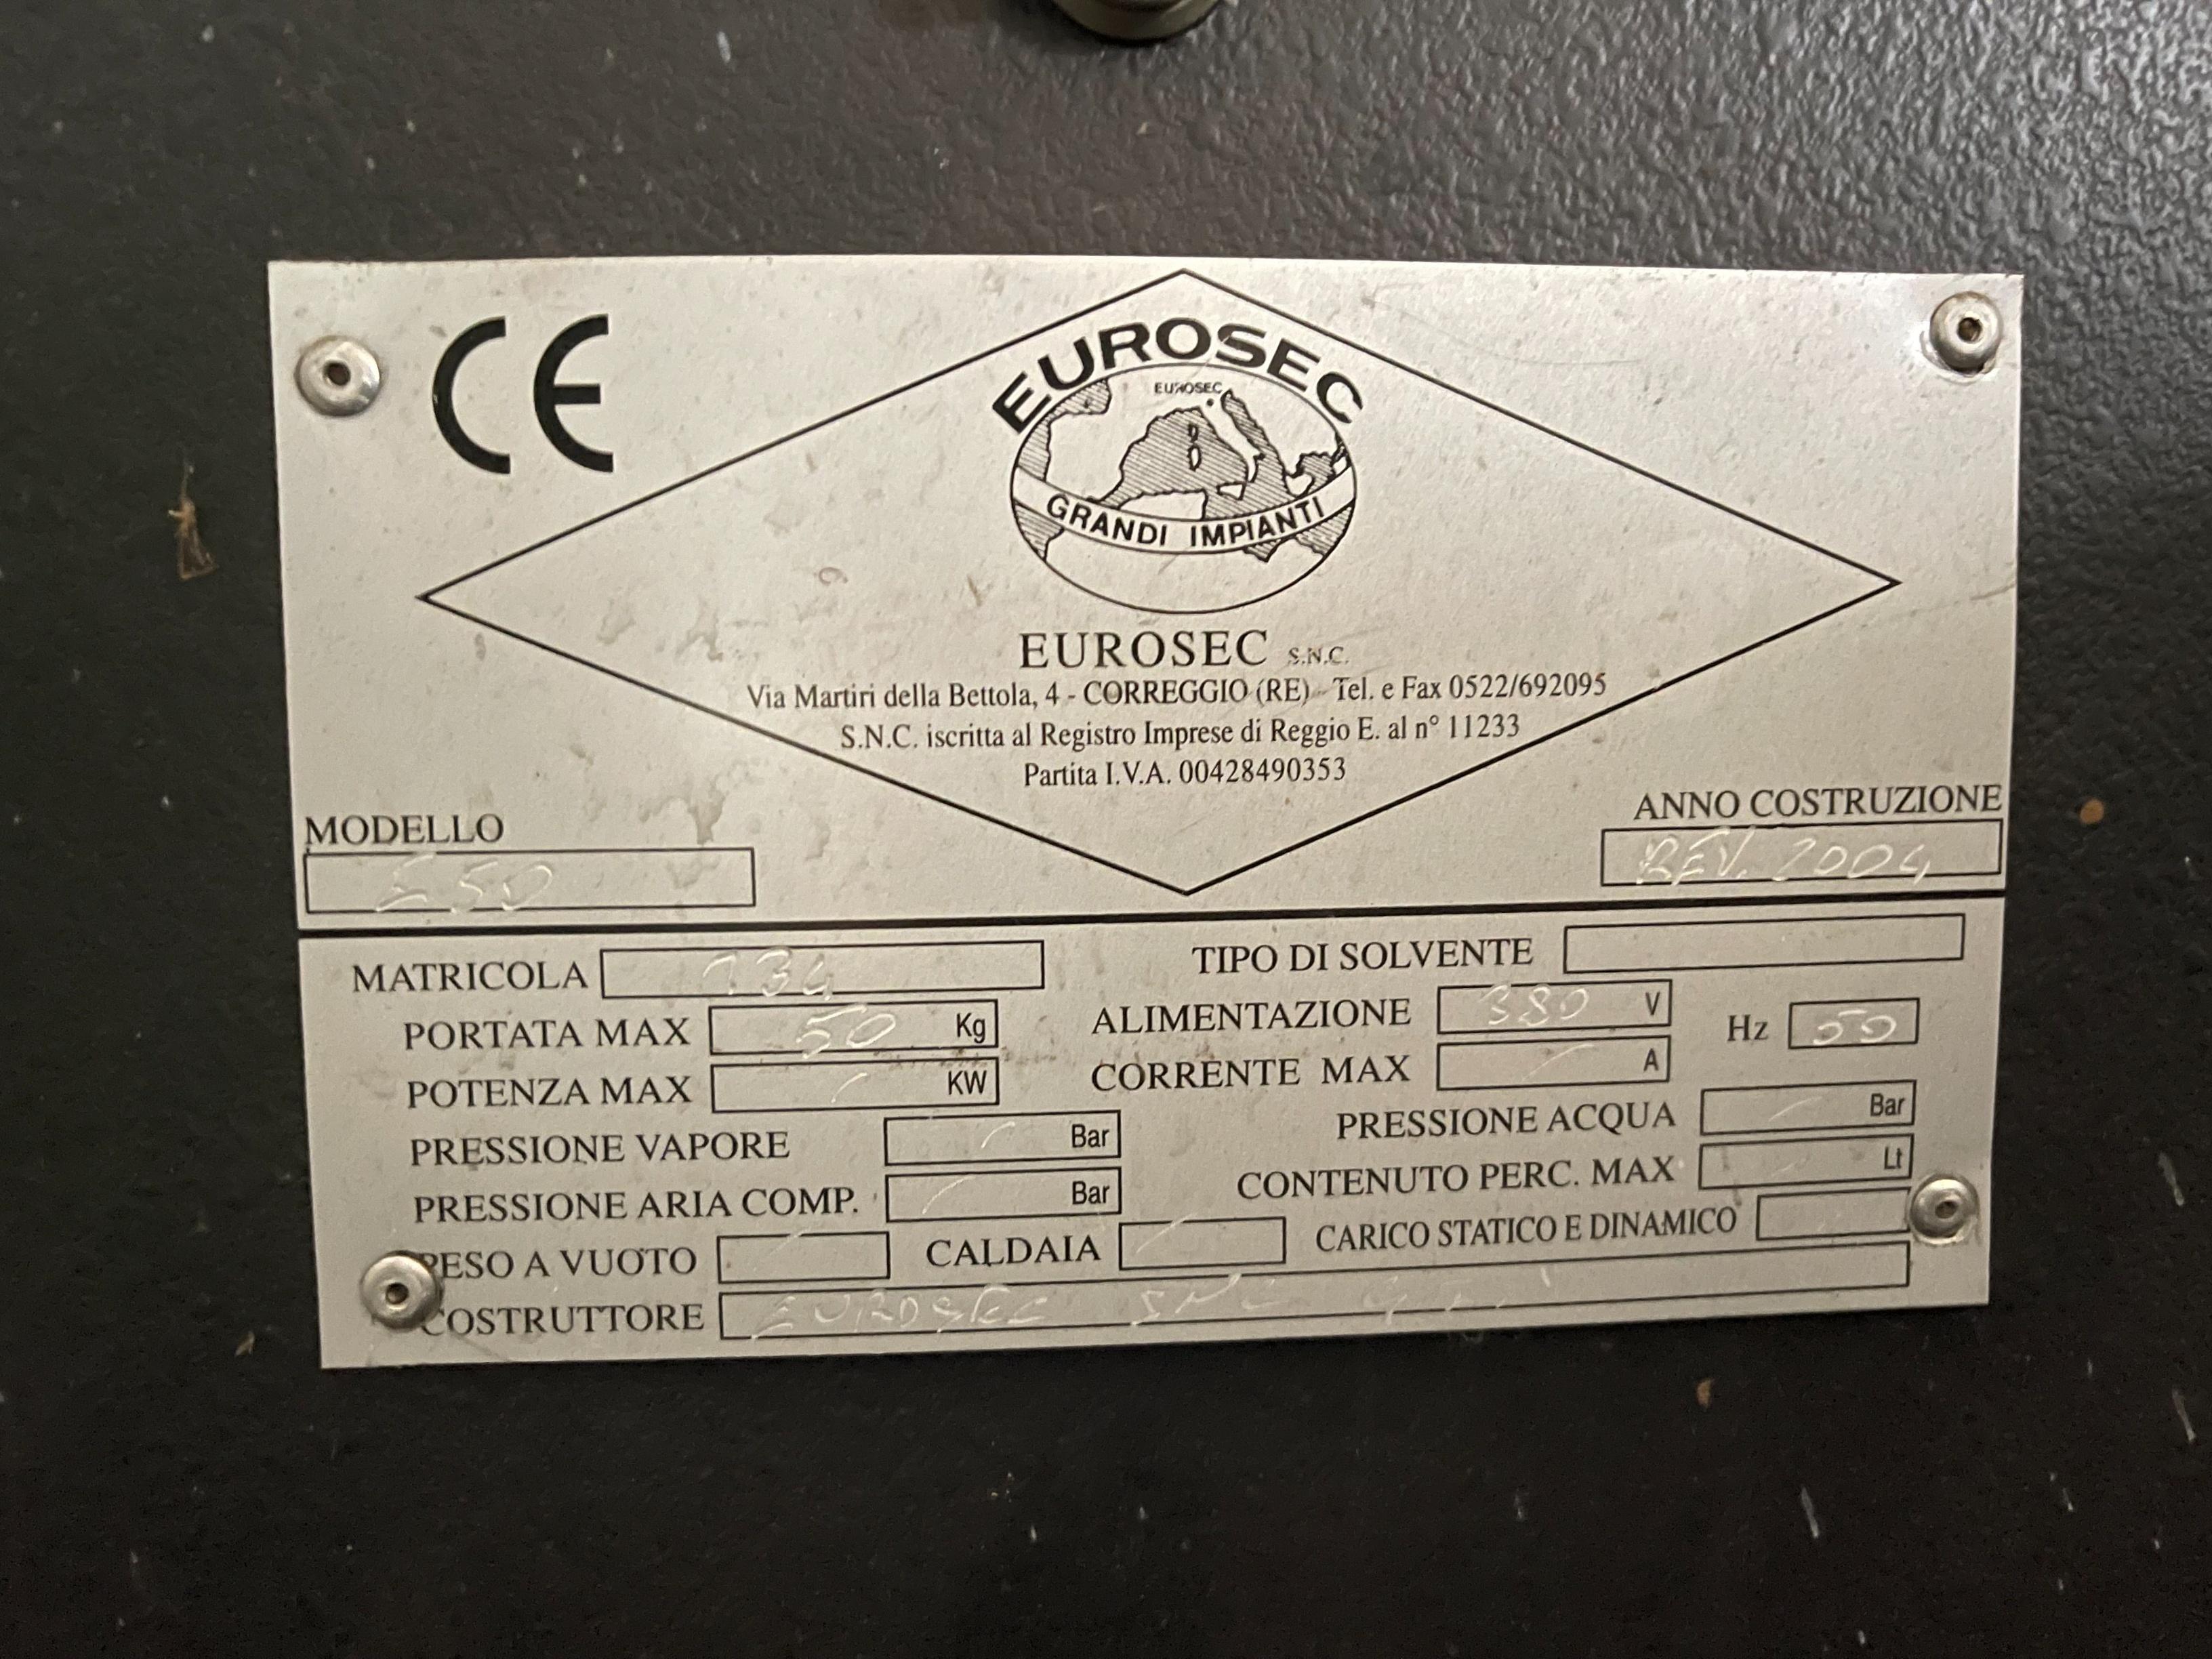 CE
EUROSEC
EUROSEC
GRANDI IMPIANTI
EUROSEC S.N.C.
Via Martiri della Bettola, 4 - CORREGGIO (RE) - Tel. e Fax 0522/692095
S.N.C. iscritta al Registro Imprese di Reggio E. al n° 11233
Partita I.V.A. 00428490353
MODELLO
E50
ANNO COSTRUZIONE
REV. 2004
MATRICOLA 134
TIPO DI SOLVENTE
PORTATA MAX 50 Kg
ALIMENTAZIONE 380 V
Hz 50
POTENZA MAX / KW
CORRENTE MAX / A
PRESSIONE VAPORE / Bar
PRESSIONE ACQUA / Bar
PRESSIONE ARIA COMP. / Bar
CONTENUTO PERC. MAX Lt
PESO A VUOTO
CALDAIA
CARICO STATICO E DINAMICO
COSTRUTTORE EUROSEC SNC